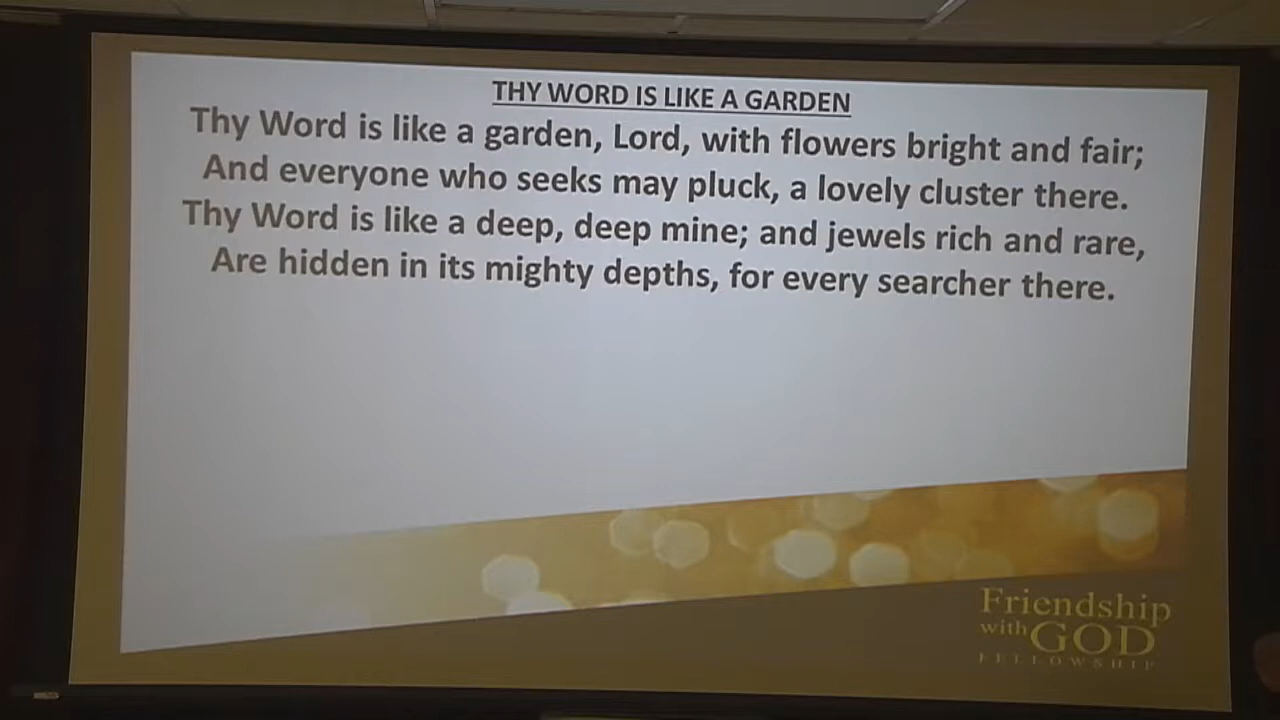 THY WORD IS LIKE A GARDEN
Thy Word is like a garden, Lord, with flowers bright and fair;
And everyone who seeks may pluck, a lovely cluster there.
Thy Word is like a deep, deep mine; and jewels rich and rare,
Are hidden in its mighty depths, for every searcher there.
Friendship
with GOD
FELLOWSHIP